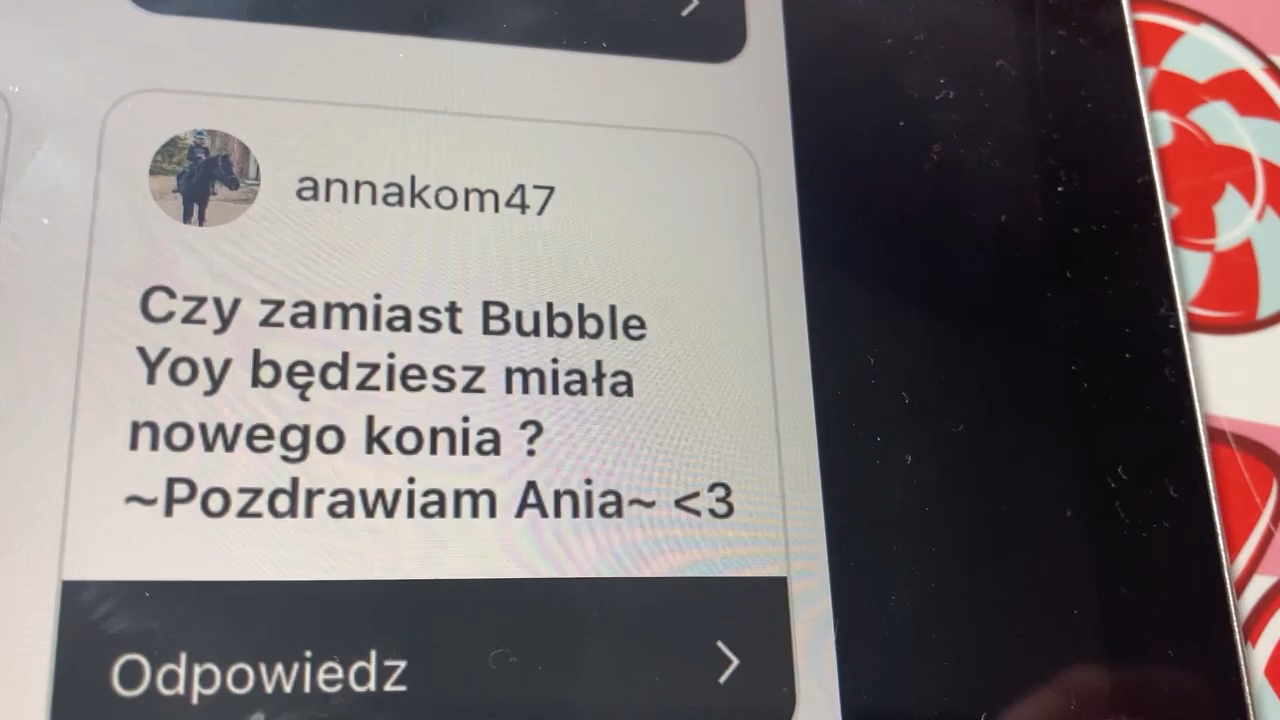 annakom47
Czy zamiast Bubble
Yoy będziesz miała
nowego konia ?
~Pozdrawiam Ania~ <3
Odpowiedz